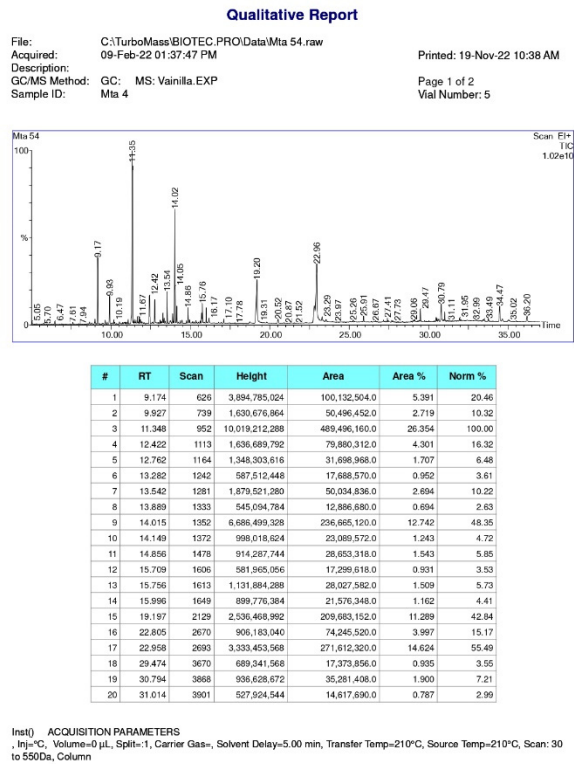 Qualitative Report
File: C:\TurboMass\BIOTEC.PRO\Data\Mta 54.raw
Acquired: 09-Feb-22 01:37:47 PM Printed: 19-Nov-22 10:38 AM
Description:
GC/MS Method: GC: MS: Vainilla.EXP Page 1 of 2
Sample ID: Mta 4 Vial Number: 5
Mta 54 Scan EI+
TIC
1.02e10
100
%
0
11.35
14.02
9.17
9.93
10.19
11.67
12.42
13.54
14.05
14.86
15.76
16.17
17.10
17.78
19.20
19.31
20.52
20.87
21.52
22.96
23.29
23.97
25.26
25.91
26.67
27.41
27.73
29.06
29.47
30.79
31.11
31.95
32.99
33.49
34.47
35.02
36.20
5.05
5.70
6.47
7.61
7.94
10.00 15.00 20.00 25.00 30.00 35.00 Time
# RT Scan Height Area Area % Norm %
1 9.174 626 3,894,785,024 100,132,504.0 5.391 20.46
2 9.927 739 1,630,676,864 50,496,452.0 2.719 10.32
3 11.348 952 10,019,212,288 489,496,160.0 26.354 100.00
4 12.422 1113 1,636,689,792 79,880,312.0 4.301 16.32
5 12.762 1164 1,348,303,616 31,698,968.0 1.707 6.48
6 13.282 1242 587,512,448 17,688,570.0 0.952 3.61
7 13.542 1281 1,879,521,280 50,034,836.0 2.694 10.22
8 13.889 1333 545,094,784 12,886,680.0 0.694 2.63
9 14.015 1352 6,686,499,328 236,665,120.0 12.742 48.35
10 14.149 1372 998,018,624 23,089,572.0 1.243 4.72
11 14.856 1478 914,287,744 28,653,318.0 1.543 5.85
12 15.709 1606 581,965,056 17,299,618.0 0.931 3.53
13 15.756 1613 1,131,884,288 28,027,582.0 1.509 5.73
14 15.996 1649 899,776,384 21,576,348.0 1.162 4.41
15 19.197 2129 2,536,468,992 209,683,152.0 11.289 42.84
16 22.805 2670 906,183,040 74,245,520.0 3.997 15.17
17 22.958 2693 3,333,453,568 271,612,320.0 14.624 55.49
18 29.474 3670 689,341,568 17,373,856.0 0.935 3.55
19 30.794 3868 936,628,672 35,281,408.0 1.900 7.21
20 31.014 3901 527,924,544 14,617,690.0 0.787 2.99
Inst() ACQUISITION PARAMETERS
, Inj=°C, Volume=0 µL, Split=:1, Carrier Gas=, Solvent Delay=5.00 min, Transfer Temp=210°C, Source Temp=210°C, Scan: 30
to 550Da, Column